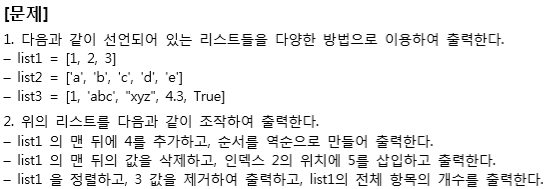 [문제]
1. 다음과 같이 선언되어 있는 리스트들을 다양한 방법으로 이용하여 출력한다.
– list1 = [1, 2, 3]
– list2 = ['a', 'b', 'c', 'd', 'e']
– list3 = [1, 'abc', "xyz", 4.3, True]
2. 위의 리스트를 다음과 같이 조작하여 출력한다.
– list1 의 맨 뒤에 4를 추가하고, 순서를 역순으로 만들어 출력한다.
– list1 의 맨 뒤의 값을 삭제하고, 인덱스 2의 위치에 5를 삽입하고 출력한다.
– list1 을 정렬하고, 3 값을 제거하여 출력하고, list1의 전체 항목의 개수를 출력한다.